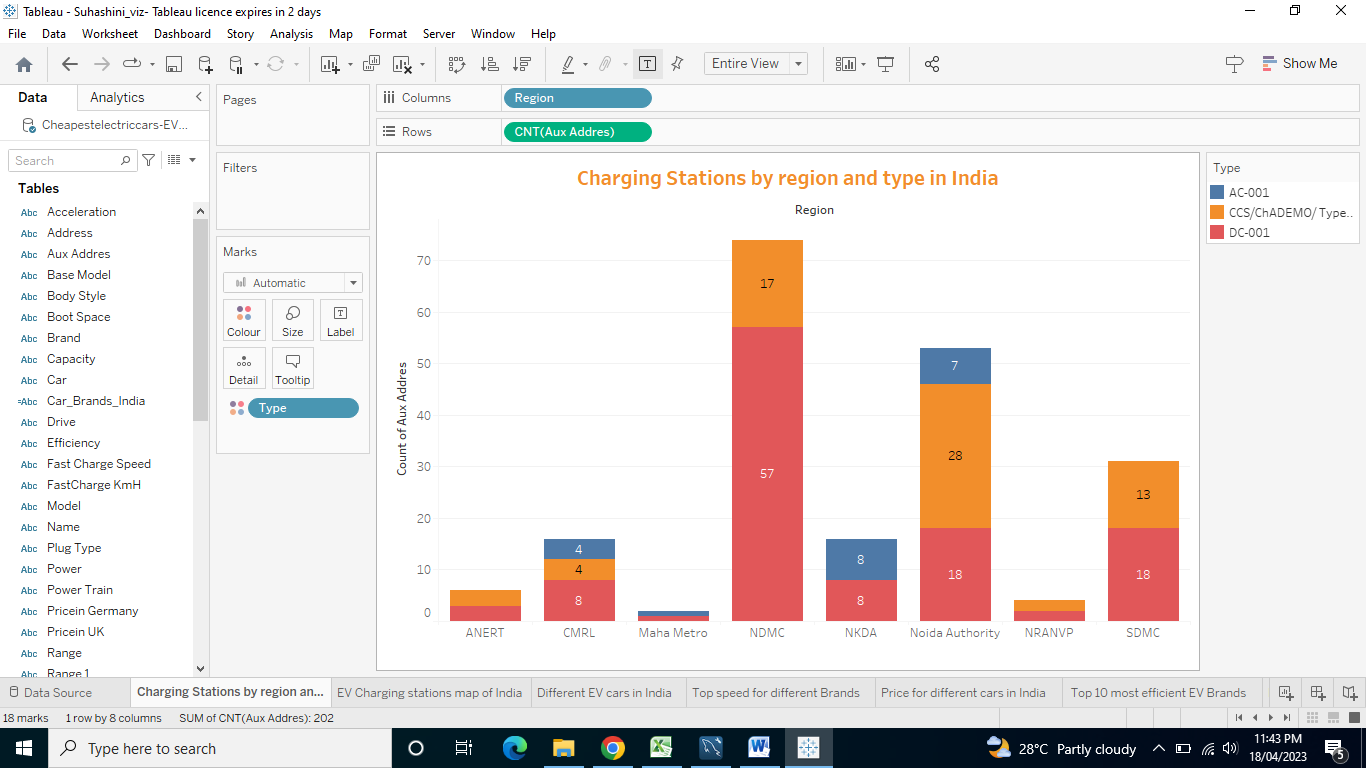 Tableau - Suhashini_viz- Tableau licence expires in 2 days
File Data Worksheet Dashboard Story Analysis Map Format Server Window Help
Entire View
Show Me
Data Analytics
Cheapestelectriccars-EV...
Search
Tables
Abc Acceleration
Abc Address
Abc Aux Addres
Abc Base Model
Abc Body Style
Abc Boot Space
Abc Brand
Abc Capacity
Abc Car
=Abc Car_Brands_India
Abc Drive
Abc Efficiency
Abc Fast Charge Speed
Abc FastCharge KmH
Abc Model
Abc Name
Abc Plug Type
Abc Power
Abc Power Train
Abc Pricein Germany
Abc Pricein UK
Abc Range
Abc Range 1
Pages
Filters
Marks
Automatic
Colour Size Label
Detail Tooltip
Type
Columns Region
Rows CNT(Aux Addres)
Charging Stations by region and type in India
Region
Count of Aux Addres
70
60
50
40
30
20
10
0
4
4
8
17
57
8
8
7
28
18
13
18
ANERT CMRL Maha Metro NDMC NKDA Noida Authority NRANVP SDMC
Type
AC-001
CCS/ChADEMO/ Type..
DC-001
Data Source Charging Stations by region an... EV Charging stations map of India Different EV cars in India Top speed for different Brands Price for different cars in India Top 10 most efficient EV Brands
18 marks 1 row by 8 columns SUM of CNT(Aux Addres): 202
Type here to search
28°C Partly cloudy
11:43 PM
18/04/2023
5